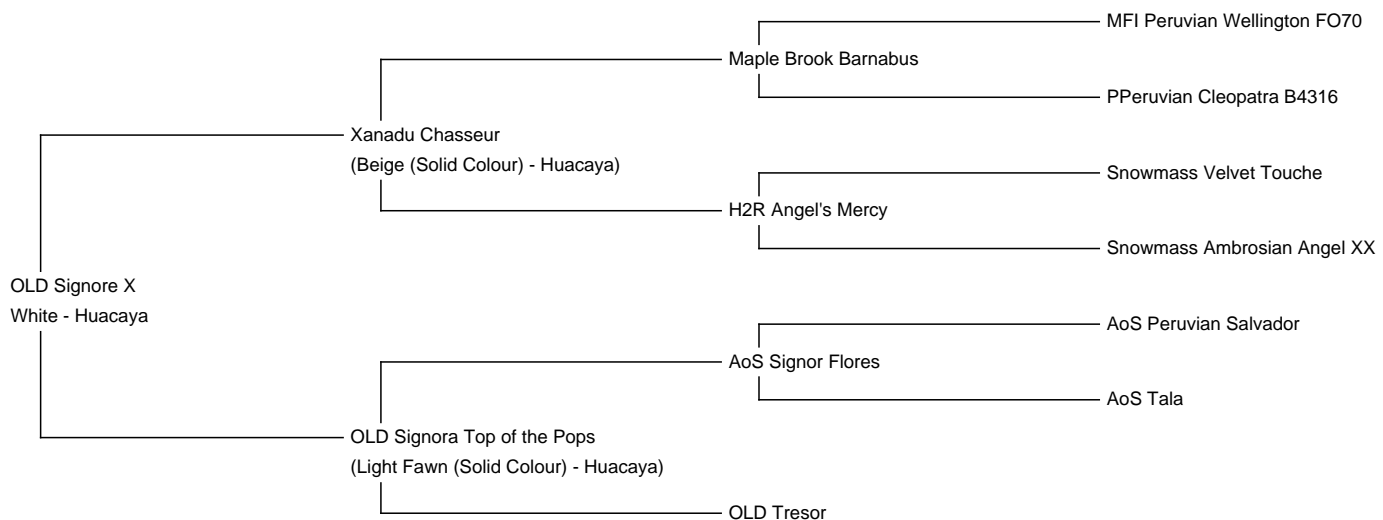 MFI Peruvian Wellington FO70
Maple Brook Barnabus
PPeruvian Cleopatra B4316
Xanadu Chasseur
(Beige (Solid Colour) - Huacaya)
Snowmass Velvet Touche
H2R Angel's Mercy
Snowmass Ambrosian Angel XX
OLD Signore X
White - Huacaya
AoS Peruvian Salvador
AoS Signor Flores
AoS Tala
OLD Signora Top of the Pops
(Light Fawn (Solid Colour) - Huacaya)
OLD Tresor